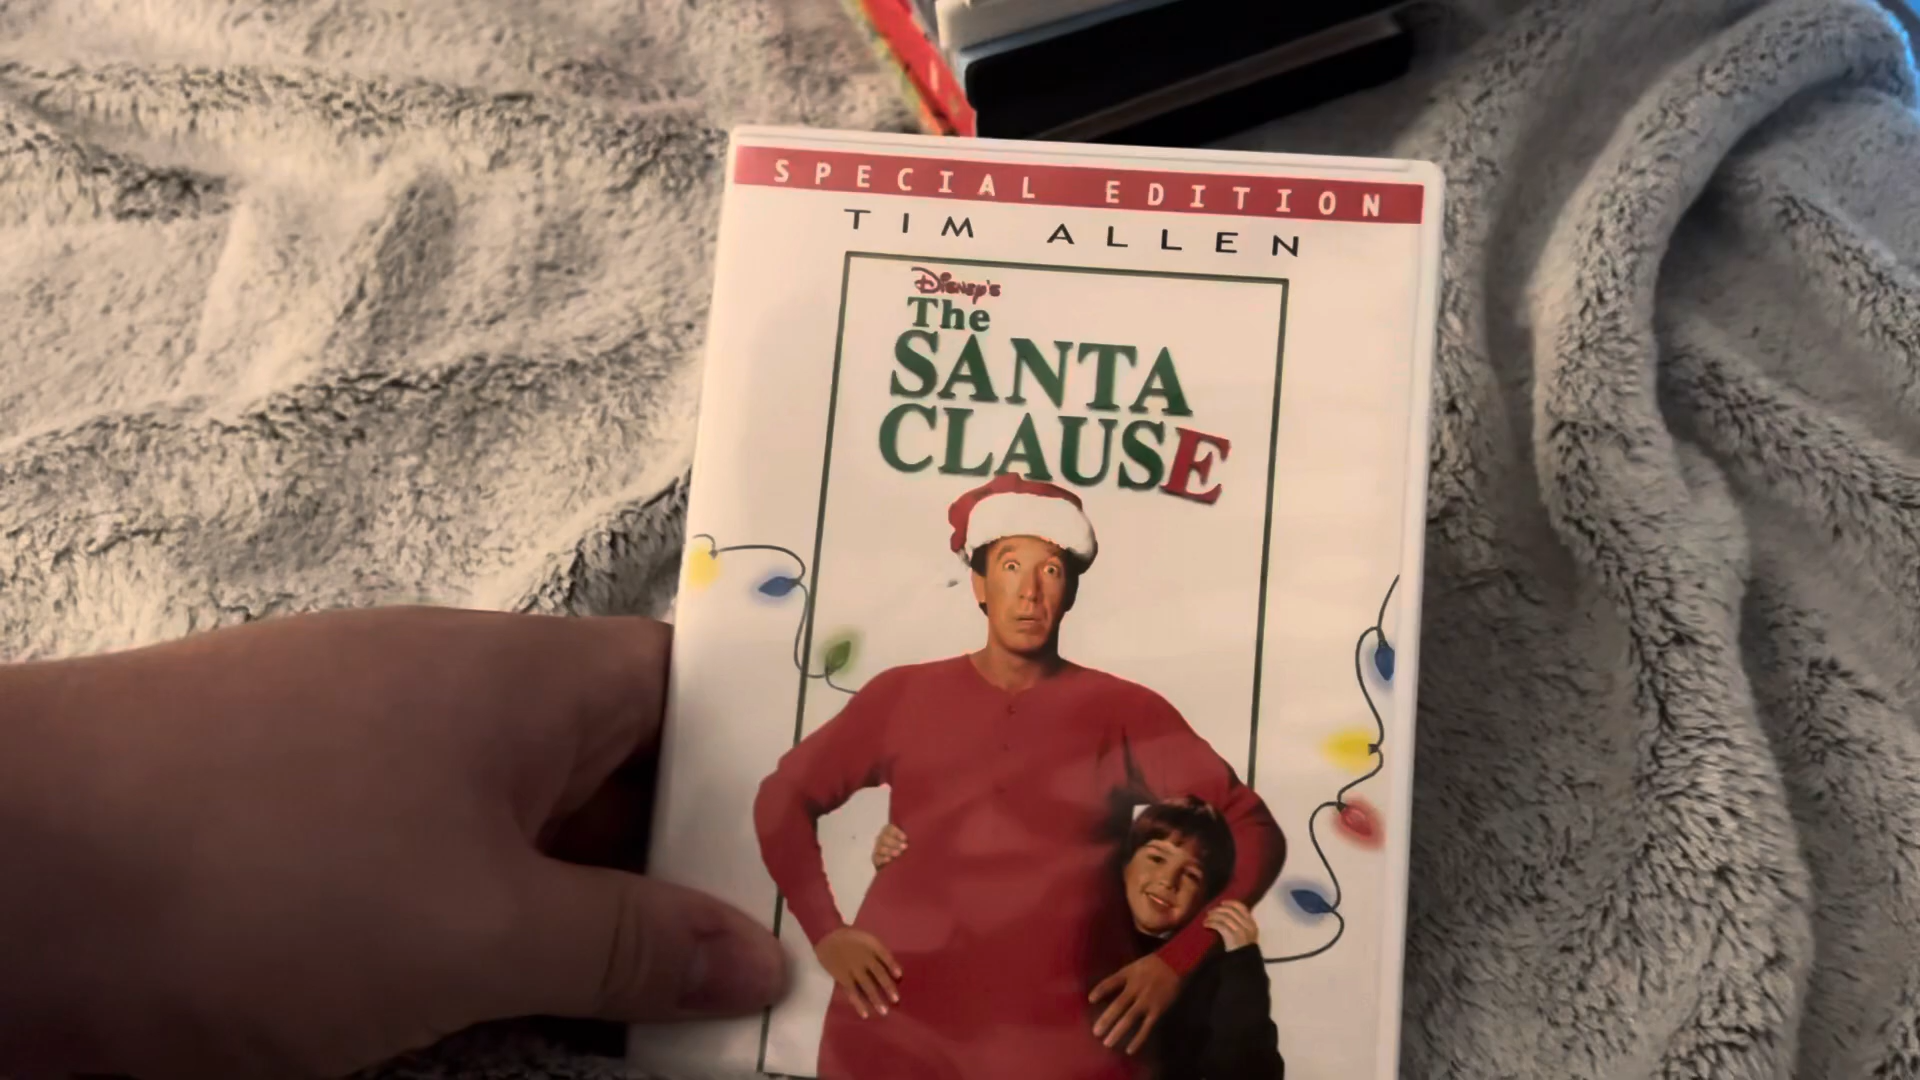 SPECIAL EDITION
TIM ALLEN
Disney's
The
SANTA
CLAUSE